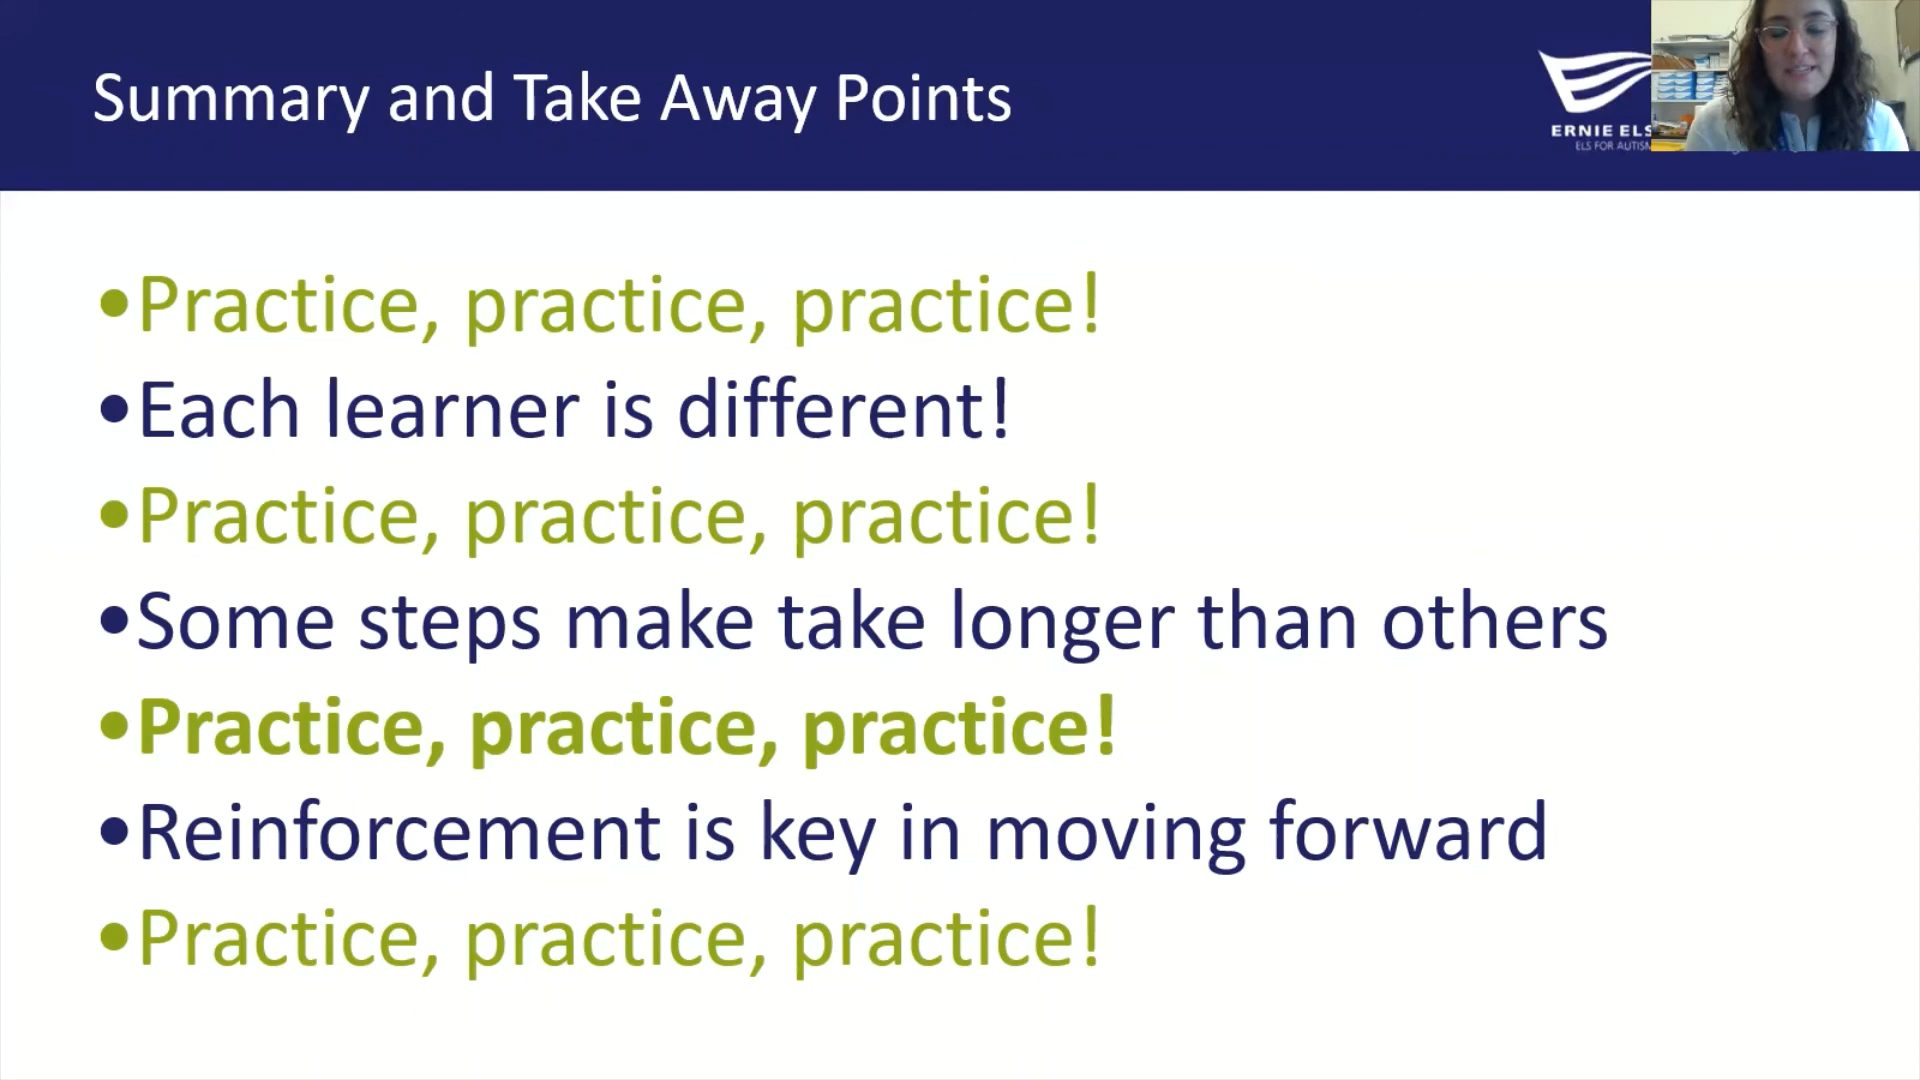 Summary and Take Away Points
ERNIE ELS
ELS FOR AUTISM
•Practice, practice, practice!
•Each learner is different!
•Practice, practice, practice!
•Some steps make take longer than others
•Practice, practice, practice!
•Reinforcement is key in moving forward
•Practice, practice, practice!